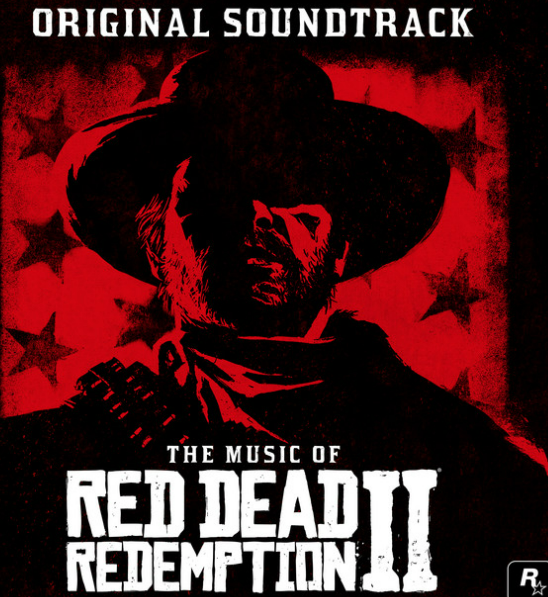 ORIGINAL SOUNDTRACK
THE MUSIC OF
RED DEAD
REDEMPTION II
R